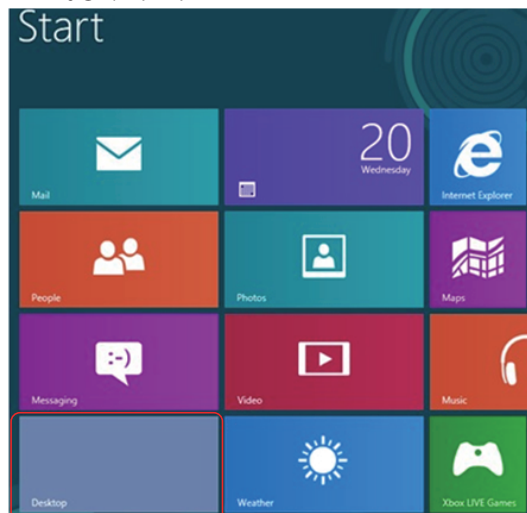 Start
20
Wednesday
Mail
Internet Explorer
People
Photos
Maps
:-)
Messaging
Video
Music
Desktop
Weather
Xbox LIVE Games